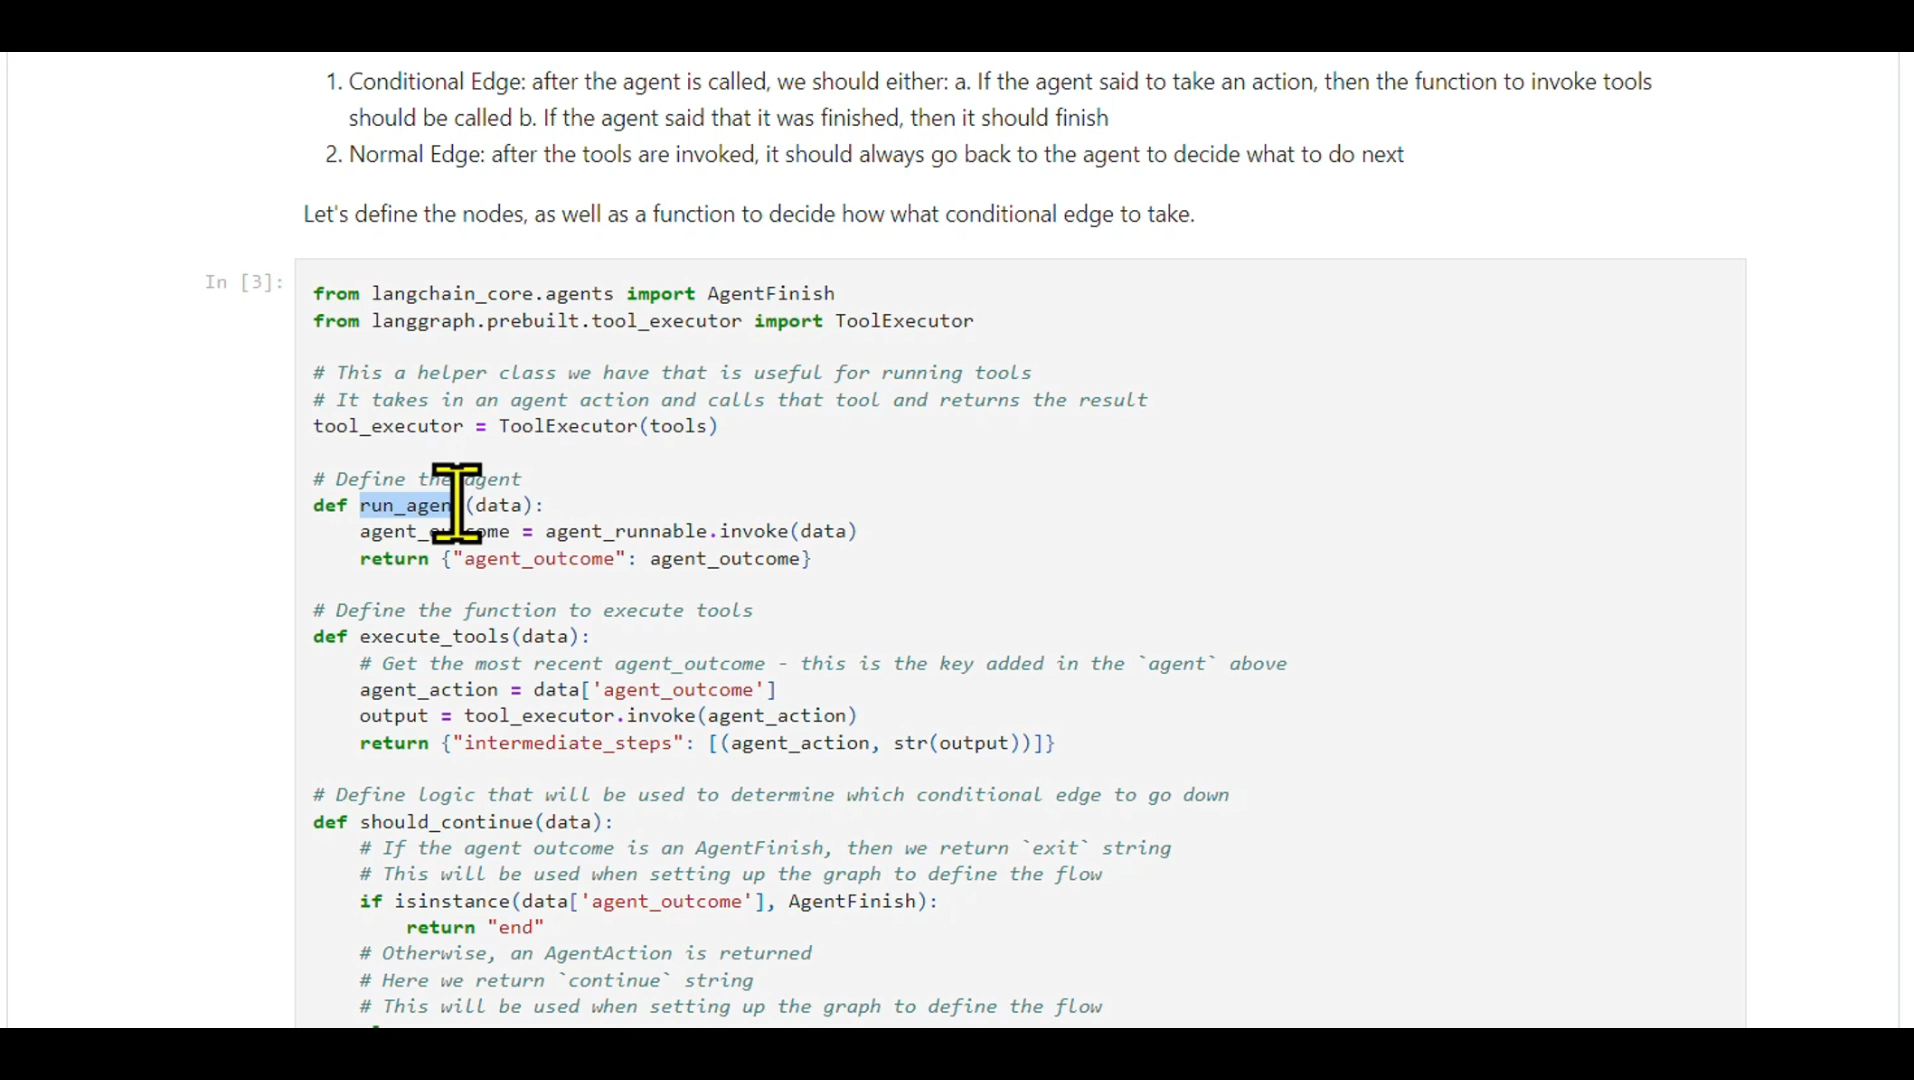 1. Conditional Edge: after the agent is called, we should either: a. If the agent said to take an action, then the function to invoke tools
should be called b. If the agent said that it was finished, then it should finish
2. Normal Edge: after the tools are invoked, it should always go back to the agent to decide what to do next
Let's define the nodes, as well as a function to decide how what conditional edge to take.
In [3]:
from langchain_core.agents import AgentFinish
from langgraph.prebuilt.tool_executor import ToolExecutor
# This a helper class we have that is useful for running tools
# It takes in an agent action and calls that tool and returns the result
tool_executor = ToolExecutor(tools)
# Define the agent
def run_agent(data):
    agent_outcome = agent_runnable.invoke(data)
    return {"agent_outcome": agent_outcome}
# Define the function to execute tools
def execute_tools(data):
    # Get the most recent agent_outcome - this is the key added in the `agent` above
    agent_action = data['agent_outcome']
    output = tool_executor.invoke(agent_action)
    return {"intermediate_steps": [(agent_action, str(output))]}
# Define logic that will be used to determine which conditional edge to go down
def should_continue(data):
    # If the agent outcome is an AgentFinish, then we return `exit` string
    # This will be used when setting up the graph to define the flow
    if isinstance(data['agent_outcome'], AgentFinish):
        return "end"
    # Otherwise, an AgentAction is returned
    # Here we return `continue` string
    # This will be used when setting up the graph to define the flow